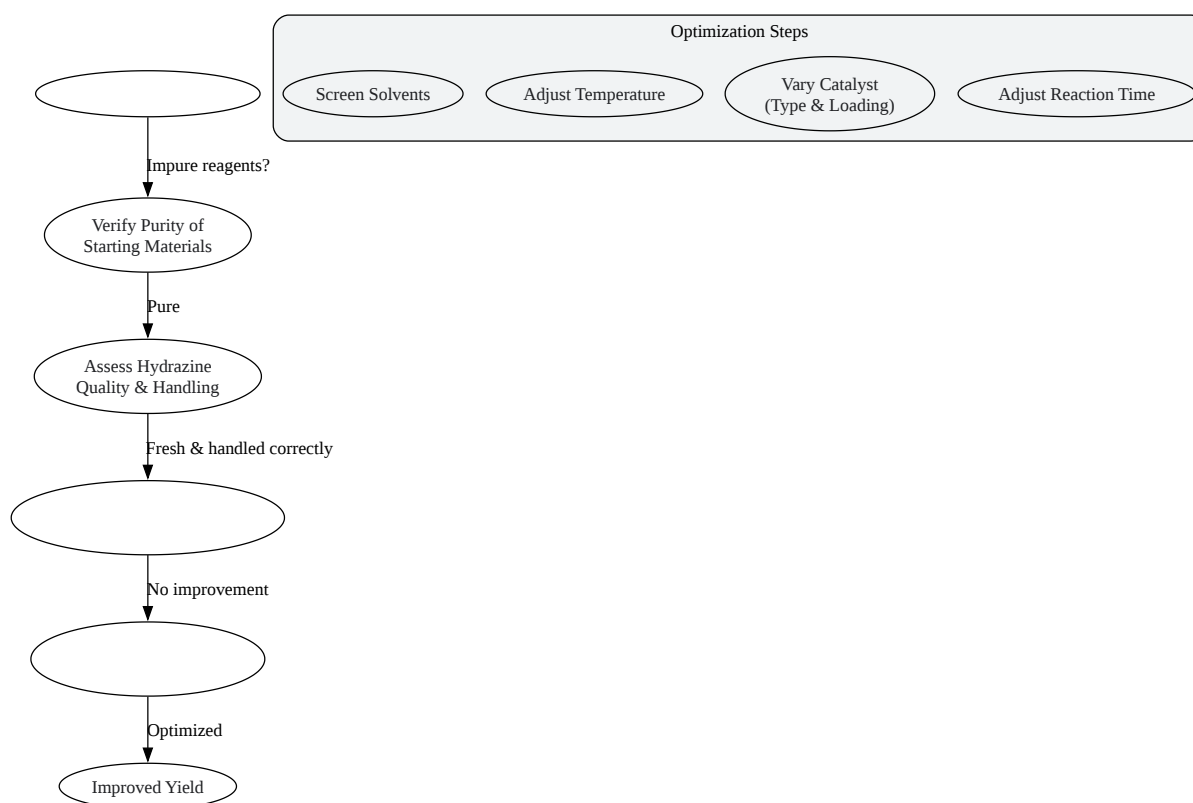 Optimization Steps
Screen Solvents
Adjust Temperature
Vary Catalyst
(Type & Loading)
Adjust Reaction Time
Impure reagents?
Verify Purity of
Starting Materials
Pure
Assess Hydrazine
Quality & Handling
Fresh & handled correctly
No improvement
Optimized
Improved Yield